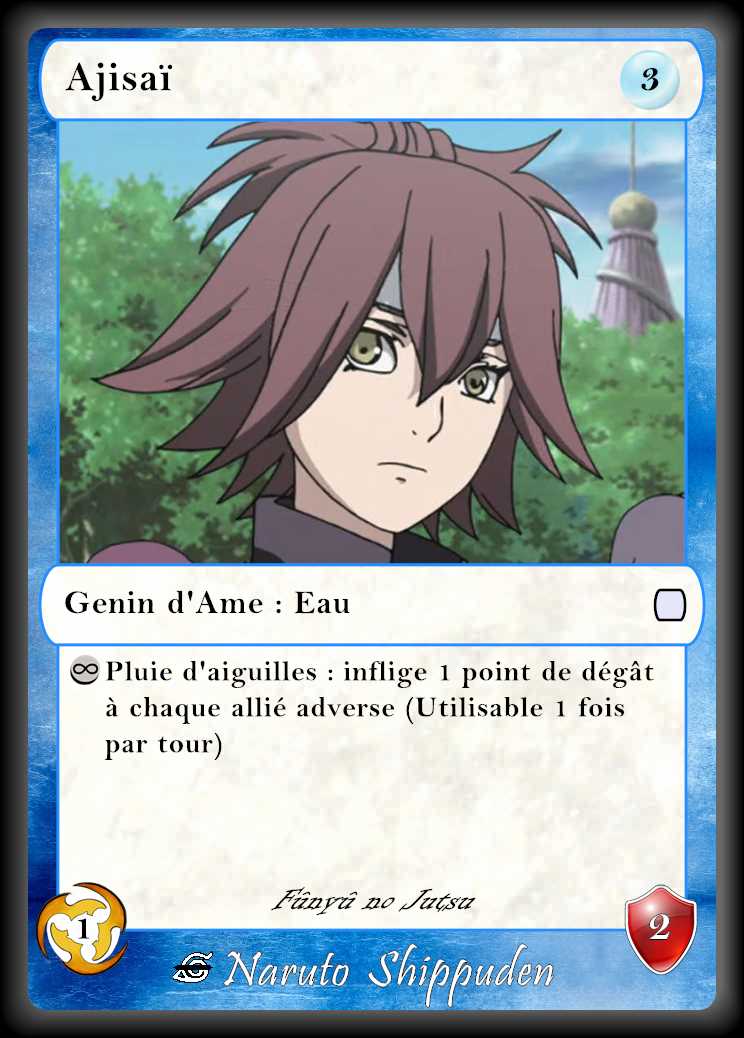 Ajisaï
3
Genin d'Ame : Eau
∞ Pluie d'aiguilles : inflige 1 point de dégât
à chaque allié adverse (Utilisable 1 fois
par tour)
Fûnyû no Jutsu
1
2
Naruto Shippuden